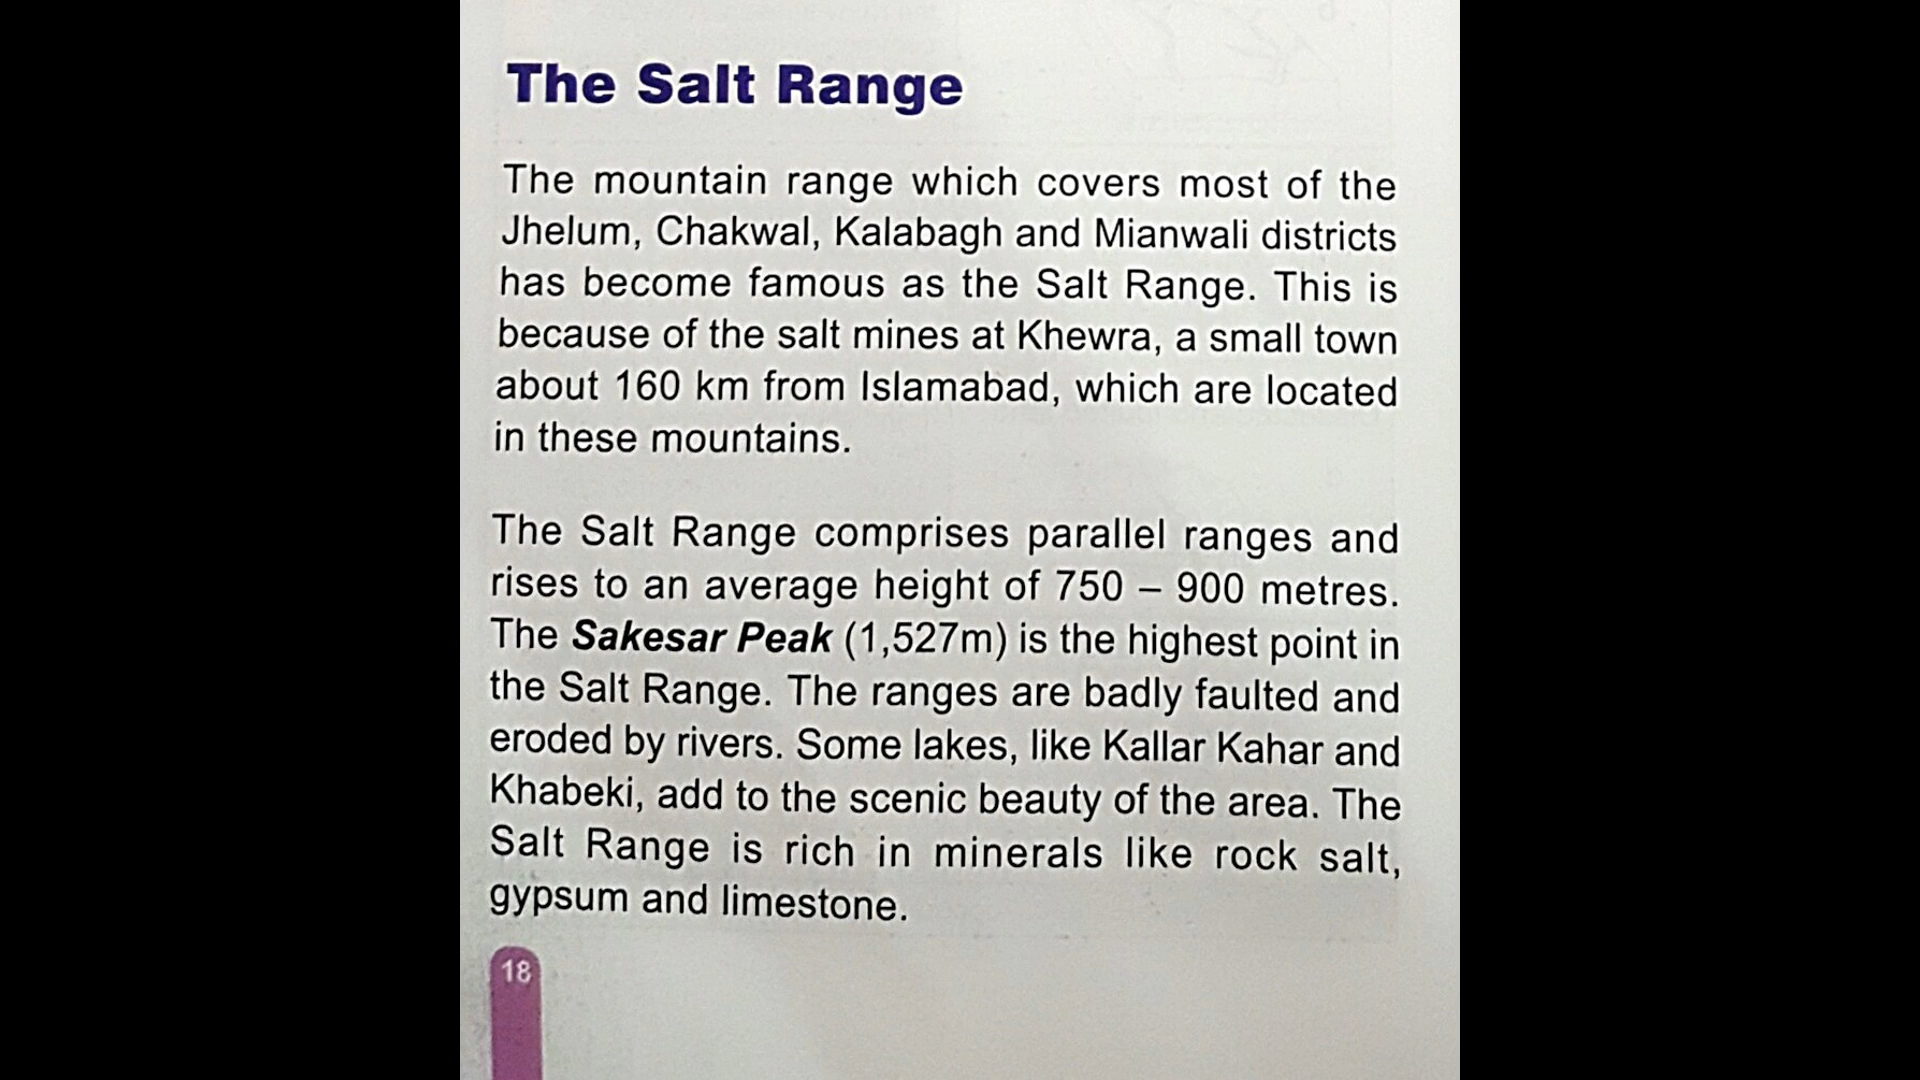 The Salt Range
The mountain range which covers most of the
Jhelum, Chakwal, Kalabagh and Mianwali districts
has become famous as the Salt Range. This is
because of the salt mines at Khewra, a small town
about 160 km from Islamabad, which are located
in these mountains.
The Salt Range comprises parallel ranges and
rises to an average height of 750 – 900 metres.
The Sakesar Peak (1,527m) is the highest point in
the Salt Range. The ranges are badly faulted and
eroded by rivers. Some lakes, like Kallar Kahar and
Khabeki, add to the scenic beauty of the area. The
Salt Range is rich in minerals like rock salt,
gypsum and limestone.
18